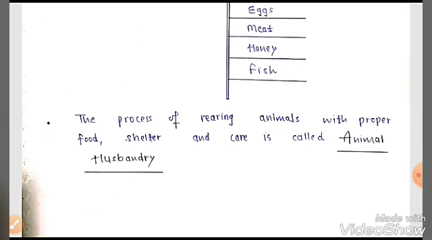 Eggs
Meat
Honey
Fish
The process of rearing animals with proper
food, shelter and care is called Animal
Husbandry
Made with
VideoShow